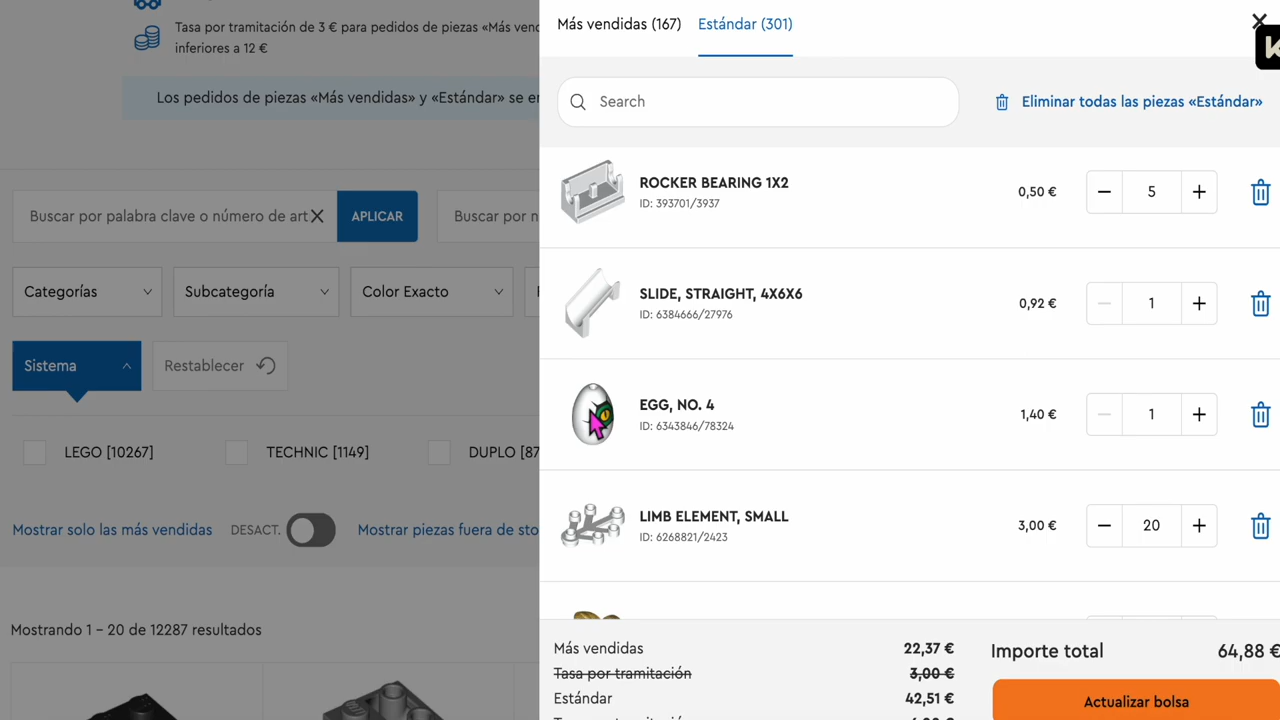 Tasa por tramitación de 3 € para pedidos de piezas «Más
inferiores a 12 €
Los pedidos de piezas «Más vendidas» y «Estándar» se
Buscar por palabra clave o número de art
APLICAR
Buscar por
Categorías
Subcategoría
Color Exacto
Sistema
Restablecer
LEGO [10267]
TECHNIC [1149]
DUPLO [87
Mostrar solo las más vendidas
DESACT.
Mostrar piezas fuera de sto
Mostrando 1 – 20 de 12287 resultados
Más vendidas (167)
Estándar (301)
Search
Eliminar todas las piezas «Estándar»
ROCKER BEARING 1X2
ID: 393701/3937
0,50 €
5
SLIDE, STRAIGHT, 4X6X6
ID: 6384666/27976
0,92 €
1
EGG, NO. 4
ID: 6343846/78324
1,40 €
1
LIMB ELEMENT, SMALL
ID: 6268821/2423
3,00 €
20
Más vendidas 22,37 €
Tasa por tramitación 3,00 €
Estándar 42,51 €
Importe total 64,88 €
Actualizar bolsa